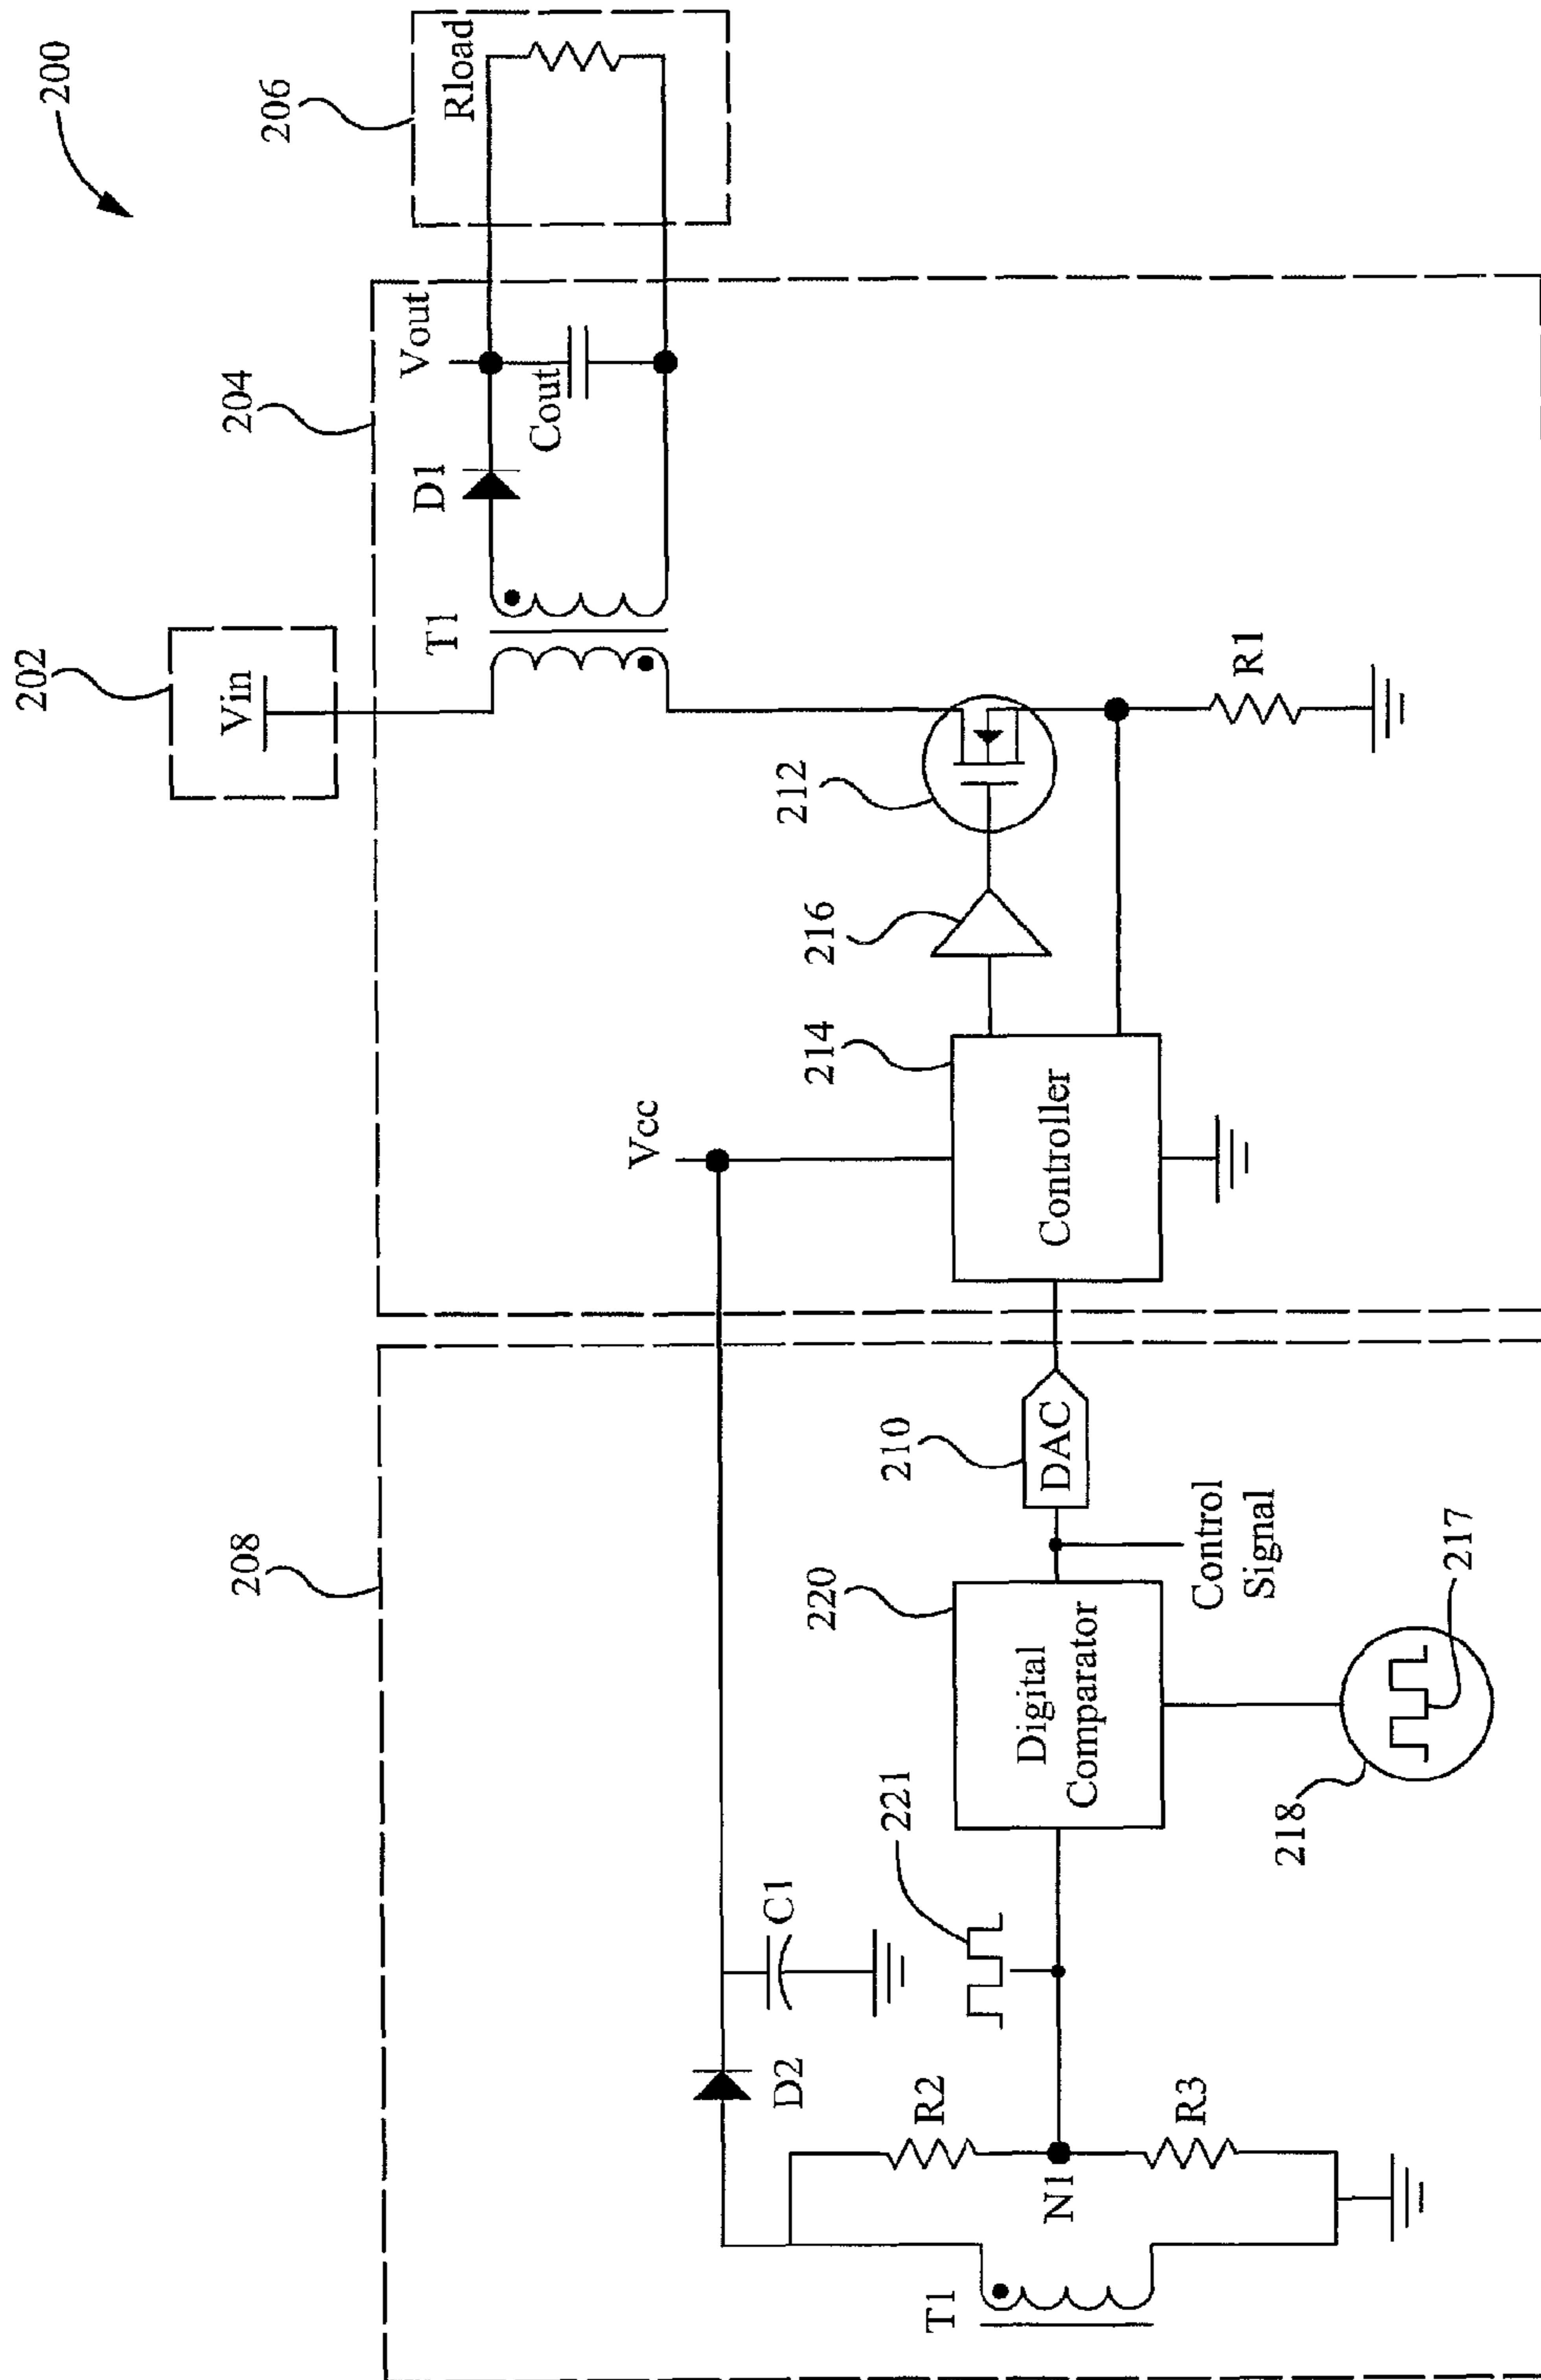 200
202
Vin
204
206
Rload
Vout
D1
Cout
T1
208
Vcc
212
216
214
Controller
R1
210
DAC
220
Digital
Comparator
Control
Signal
221
C1
D2
R2
N1
R3
T1
218
217